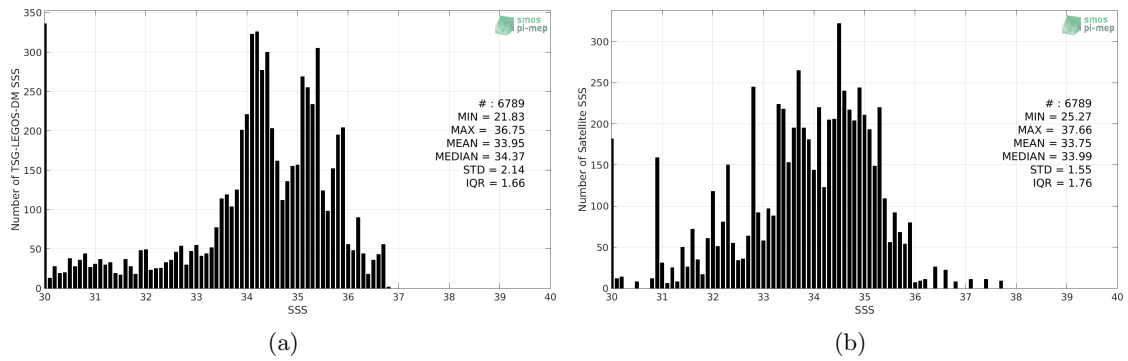 smos
pi-mep
350
300
250
200
150
100
50
0
Number of TSG-LEGOS-DM SSS
# : 6789
MIN = 21.83
MAX = 36.75
MEAN = 33.95
MEDIAN = 34.37
STD = 2.14
IQR = 1.66
30 31 32 33 34 35 36 37 38 39 40
SSS
(a)
smos
pi-mep
300
250
200
150
100
50
0
Number of Satellite SSS
# : 6789
MIN = 25.27
MAX = 37.66
MEAN = 33.75
MEDIAN = 33.99
STD = 1.55
IQR = 1.76
30 31 32 33 34 35 36 37 38 39 40
SSS
(b)